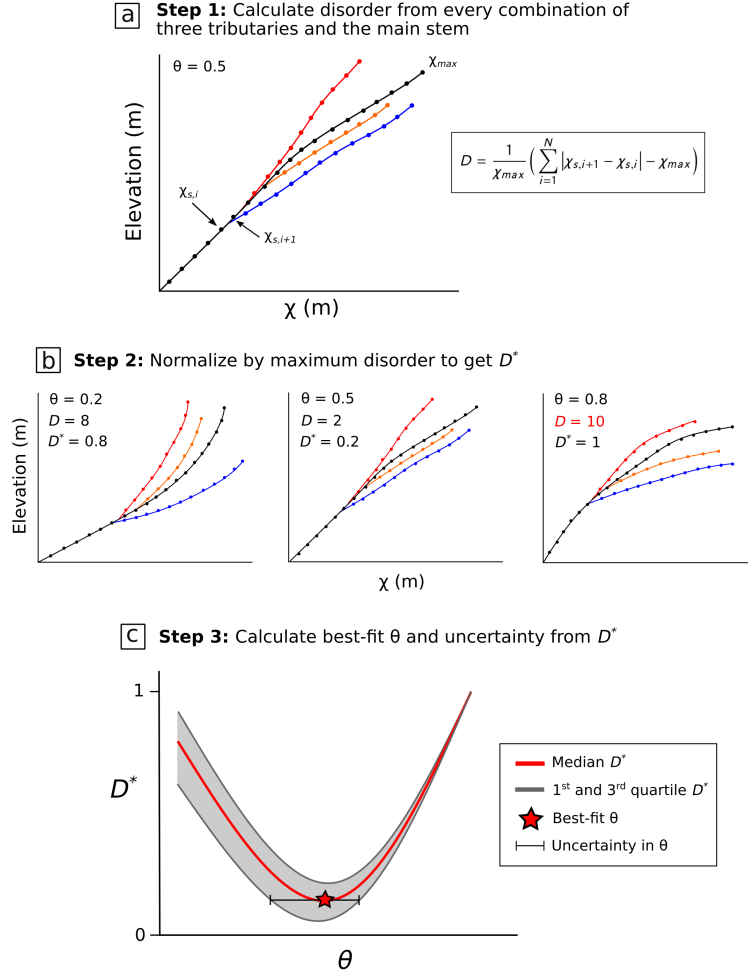 a Step 1: Calculate disorder from every combination of
three tributaries and the main stem
θ = 0.5
χmax
Elevation (m)
χs,i
χs,i+1
χ (m)
D = 1/χmax ( ∑ i=1 N |χs,i+1 − χs,i| − χmax )
b Step 2: Normalize by maximum disorder to get D*
θ = 0.2
D = 8
D* = 0.8
θ = 0.5
D = 2
D* = 0.2
θ = 0.8
D = 10
D* = 1
Elevation (m)
χ (m)
c Step 3: Calculate best-fit θ and uncertainty from D*
1
D*
0
θ
Median D*
1st and 3rd quartile D*
Best-fit θ
Uncertainty in θ